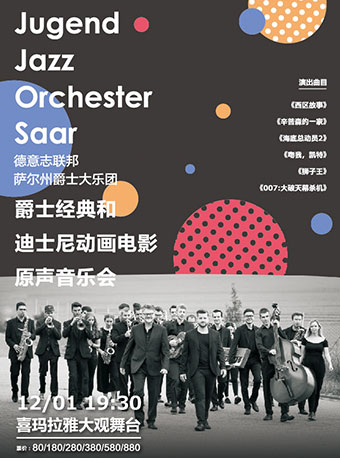 Jugend
Jazz
Orchester
Saar
德意志联邦
萨尔州爵士大乐团
爵士经典和
迪士尼动画电影
原声音乐会
演出曲目
《西区故事》
《辛普森的一家》
《海底总动员2》
《吻我，凯特》
《狮子王》
《007:大破天幕杀机》
12/01 19:30
喜玛拉雅大观舞台
票价:80/180/280/380/580/880